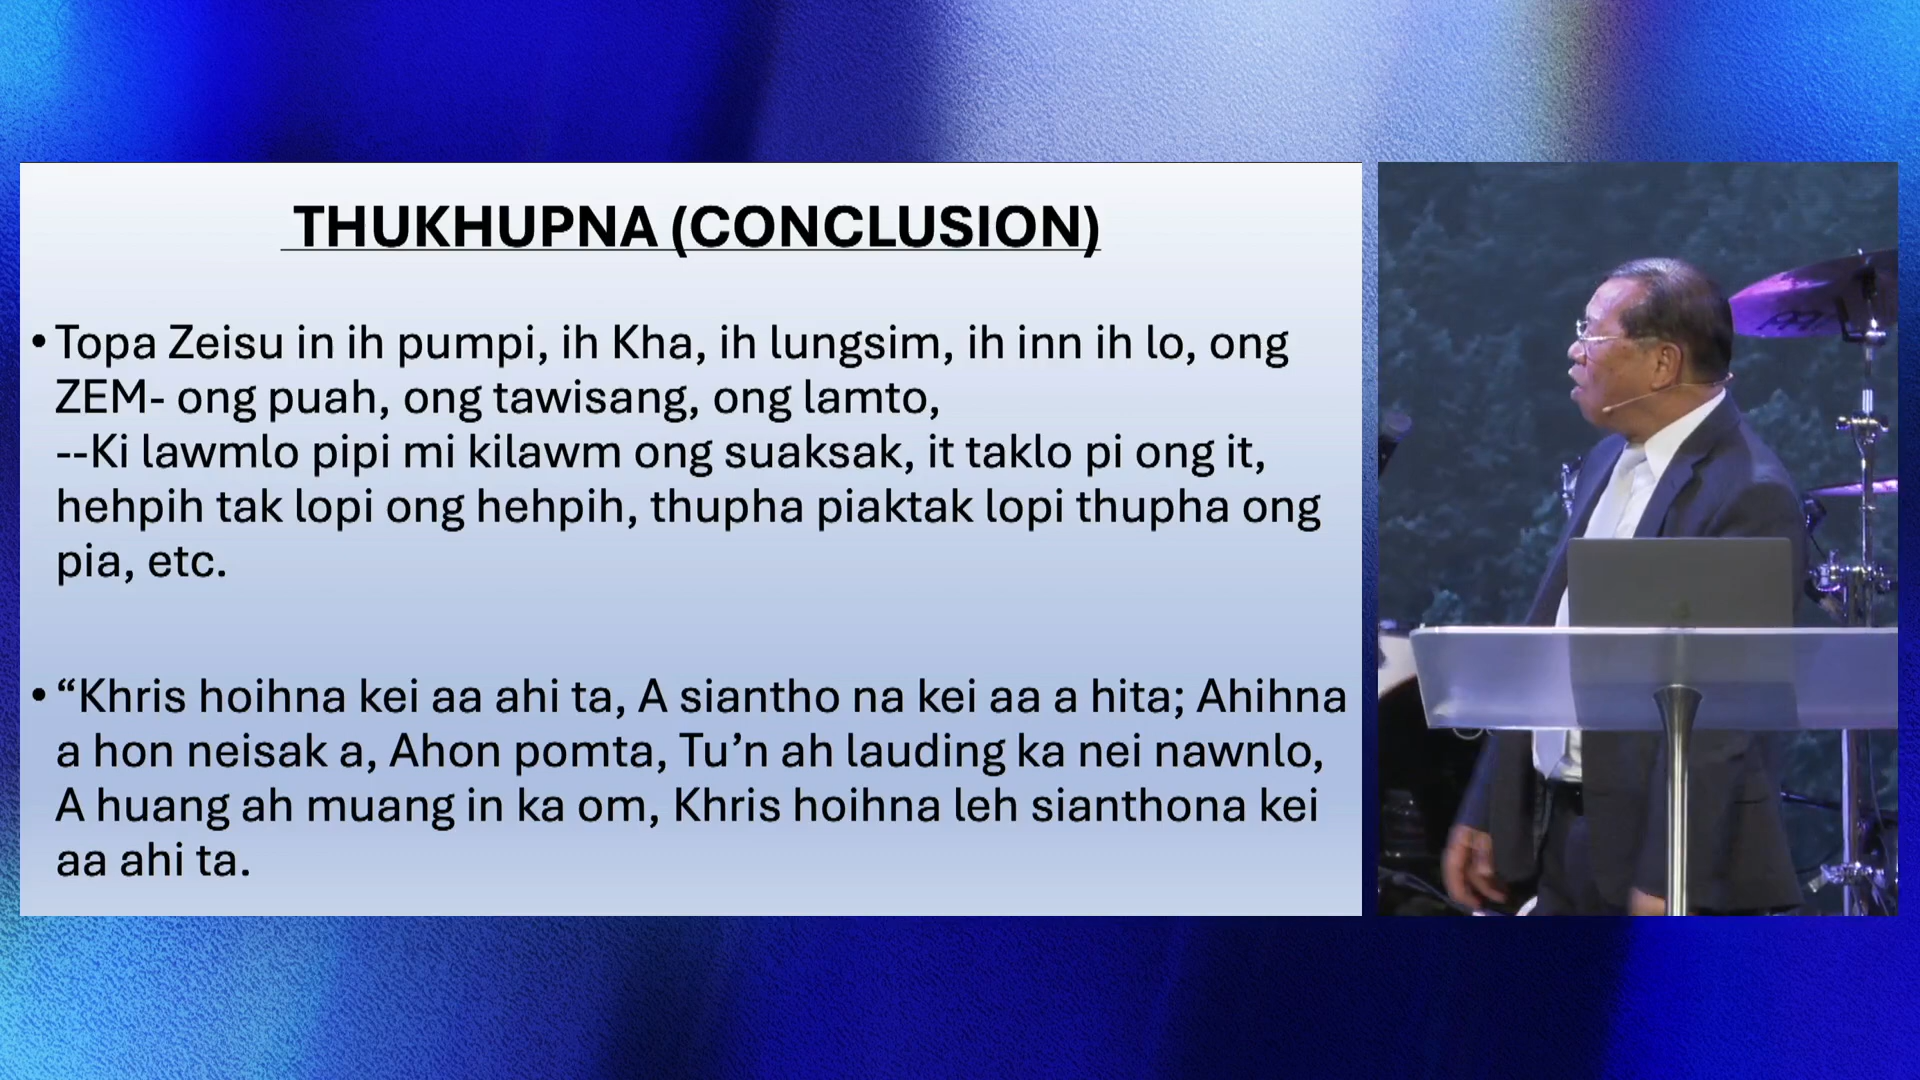 THUKHUPNA (CONCLUSION)
• Topa Zeisu in ih pumpi, ih Kha, ih lungsim, ih inn ih lo, ong
ZEM- ong puah, ong tawisang, ong lamto,
--Ki lawmlo pipi mi kilawm ong suaksak, it taklo pi ong it,
hehpih tak lopi ong hehpih, thupha piaktak lopi thupha ong
pia, etc.
• “Khris hoihna kei aa ahi ta, A siantho na kei aa a hita; Ahihna
a hon neisak a, Ahon pomta, Tu’n ah lauding ka nei nawnlo,
A huang ah muang in ka om, Khris hoihna leh sianthona kei
aa ahi ta.